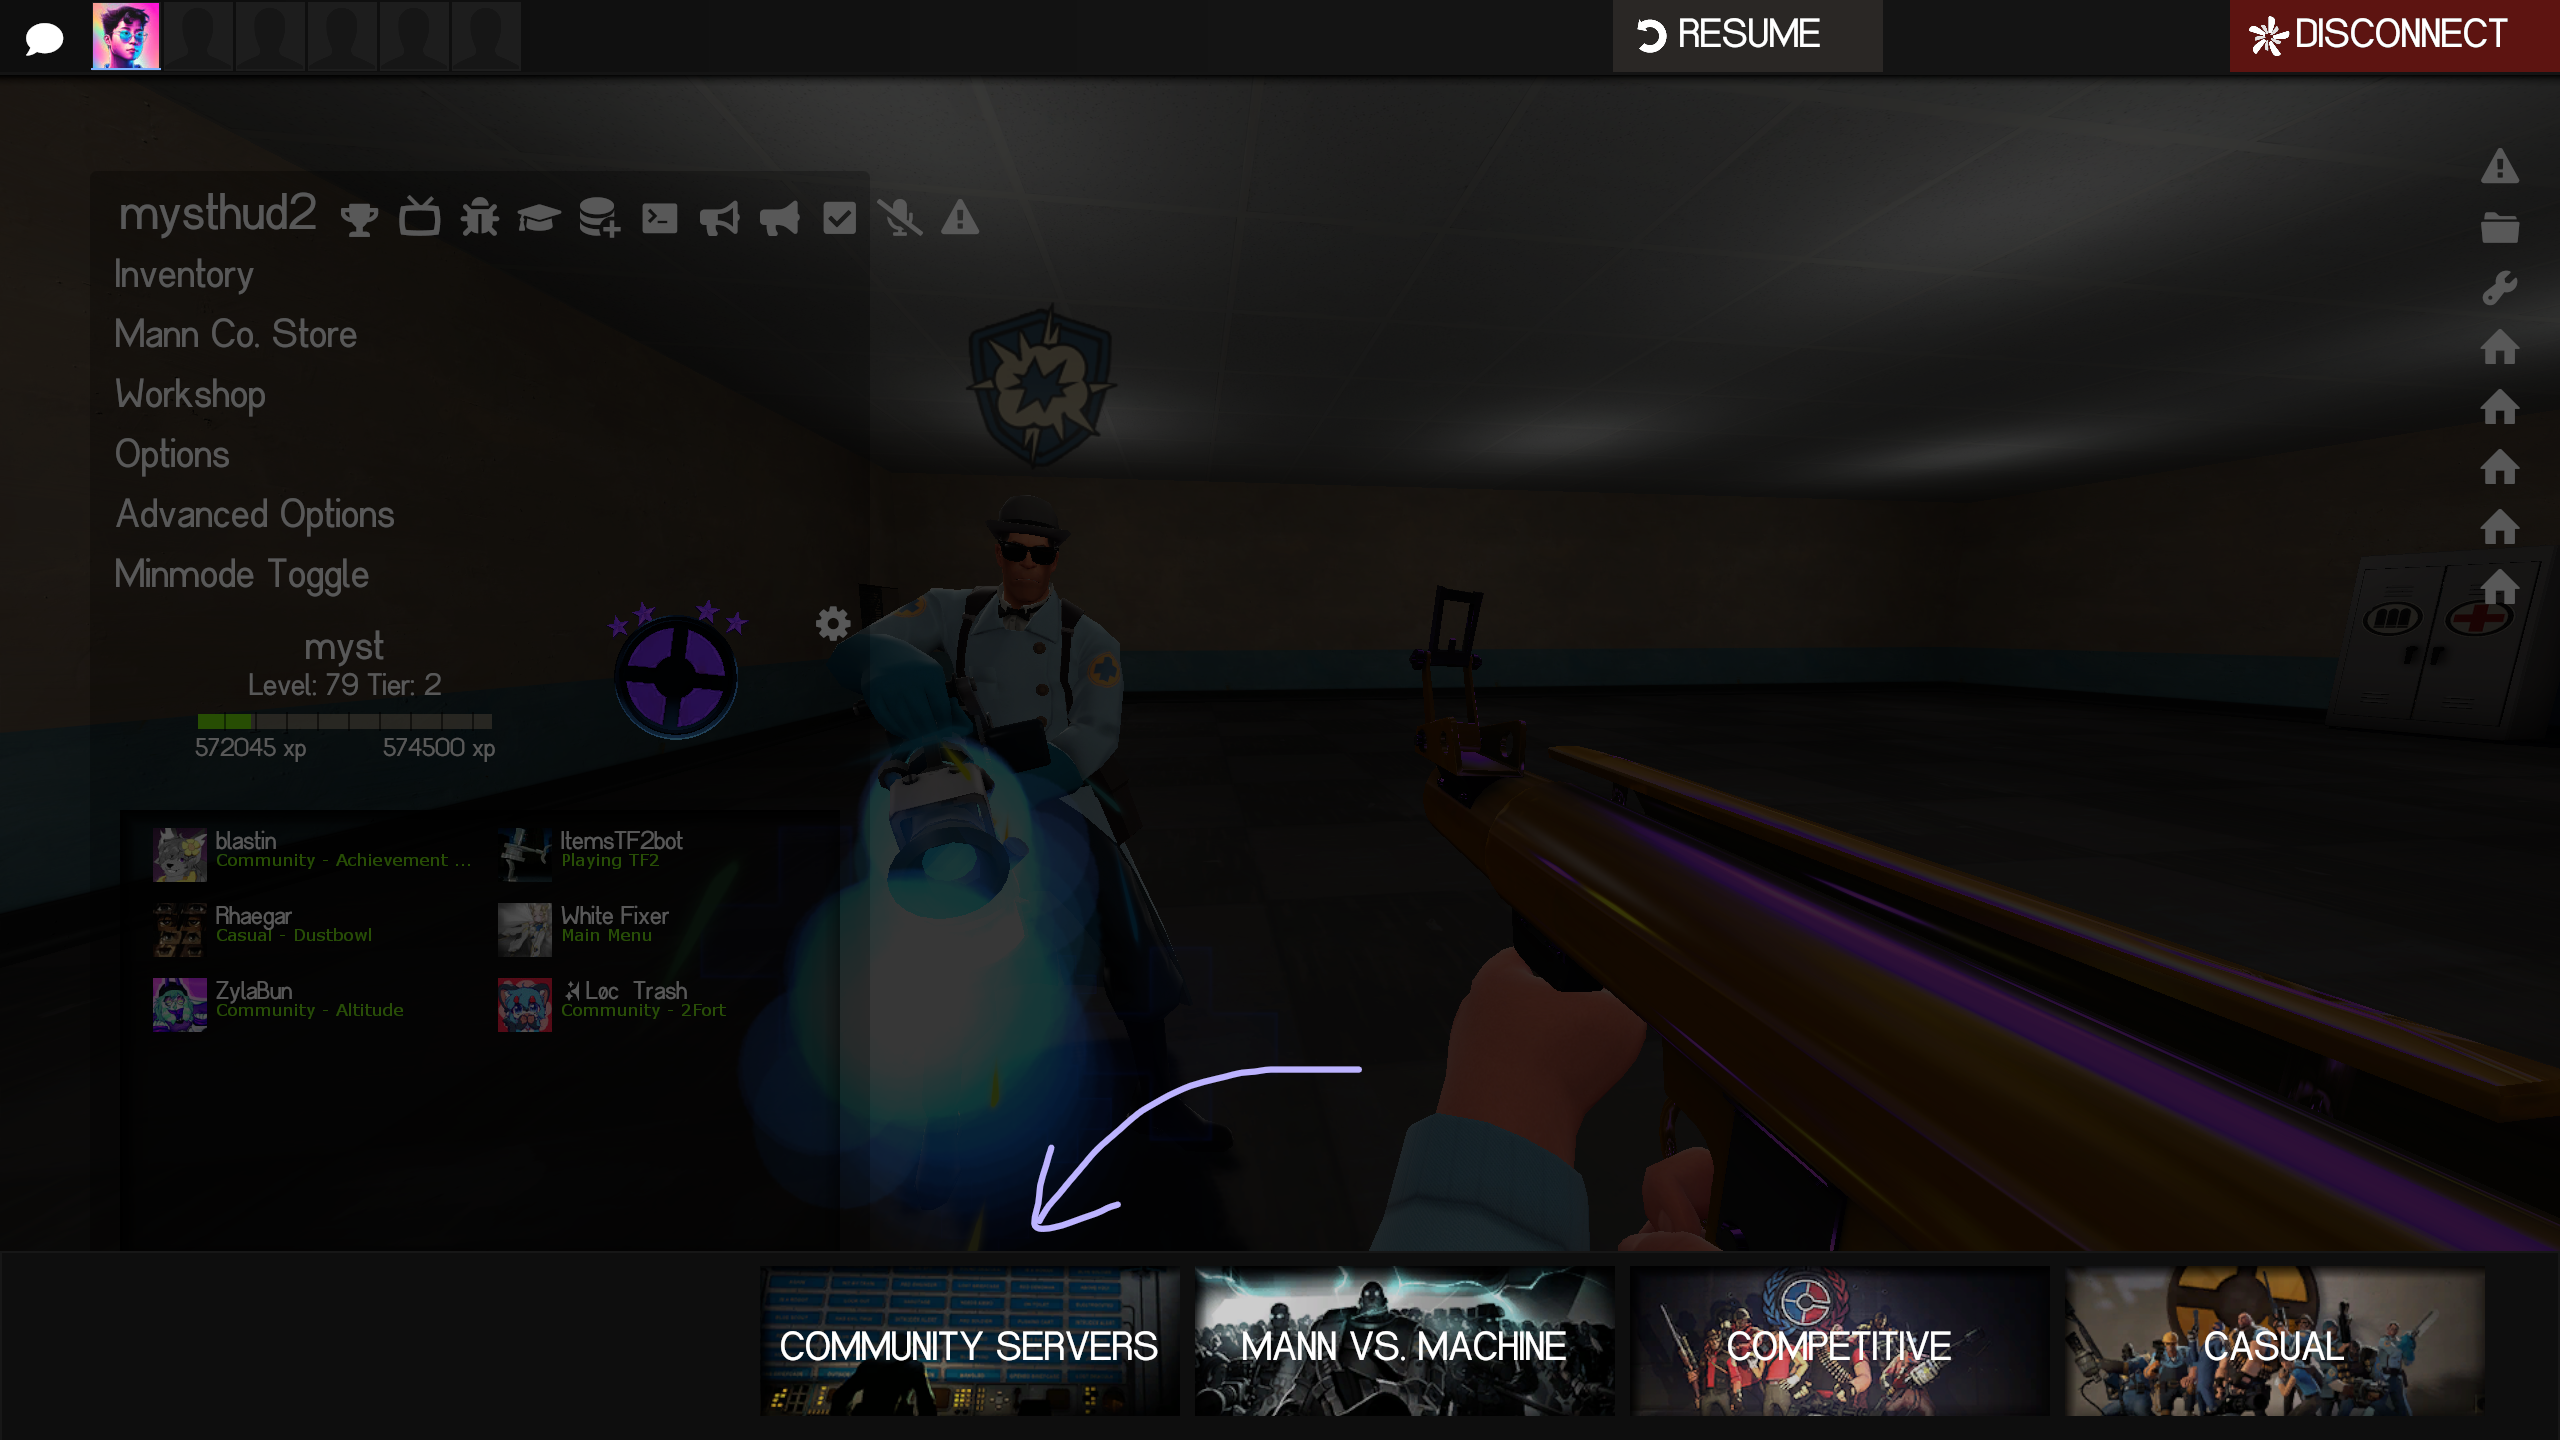 RESUME
DISCONNECT
mysthud2
Inventory
Mann Co. Store
Workshop
Options
Advanced Options
Minmode Toggle
myst
Level: 79 Tier: 2
572045 xp 574500 xp
blastin
Community - Achievement ...
ItemsTF2bot
Playing TF2
Rhaegar
Casual - Dustbowl
White Fixer
Main Menu
ZylaBun
Community - Altitude
Løc Trash
Community - 2Fort
COMMUNITY SERVERS
MANN VS. MACHINE
COMPETITIVE
CASUAL